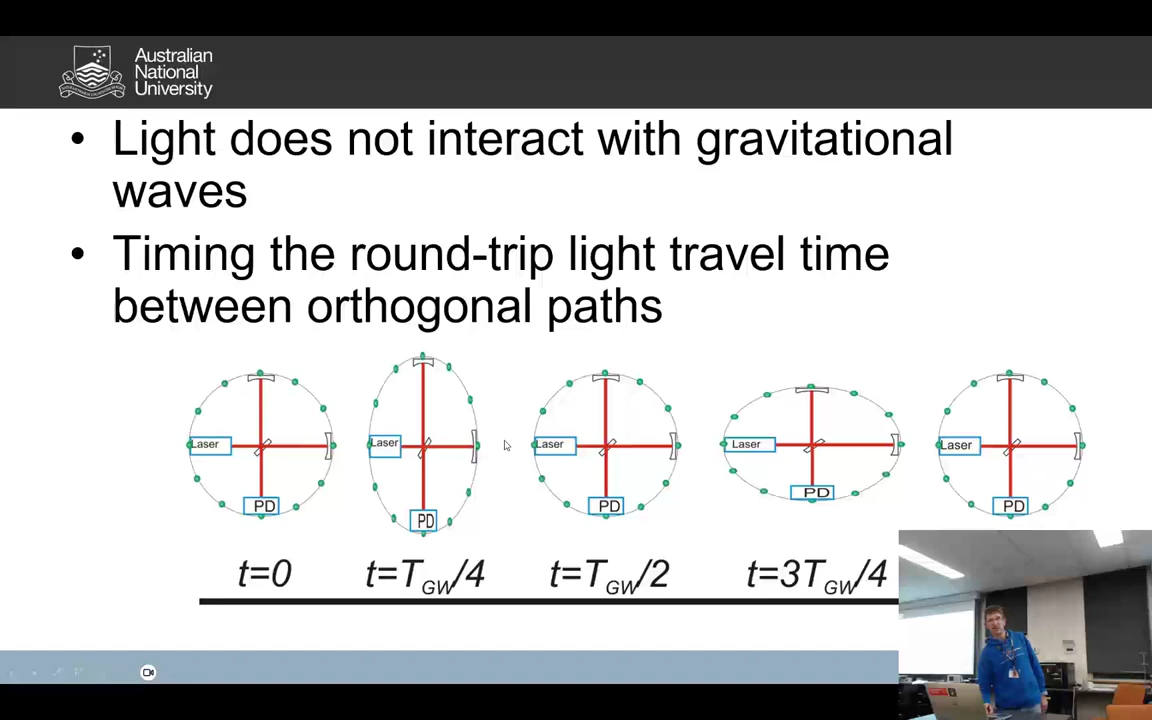 Australian
National
University
• Light does not interact with gravitational
waves
• Timing the round-trip light travel time
between orthogonal paths
Laser
PD
Laser
PD
Laser
PD
Laser
PD
Laser
PD
t=0
t=T_GW/4
t=T_GW/2
t=3T_GW/4